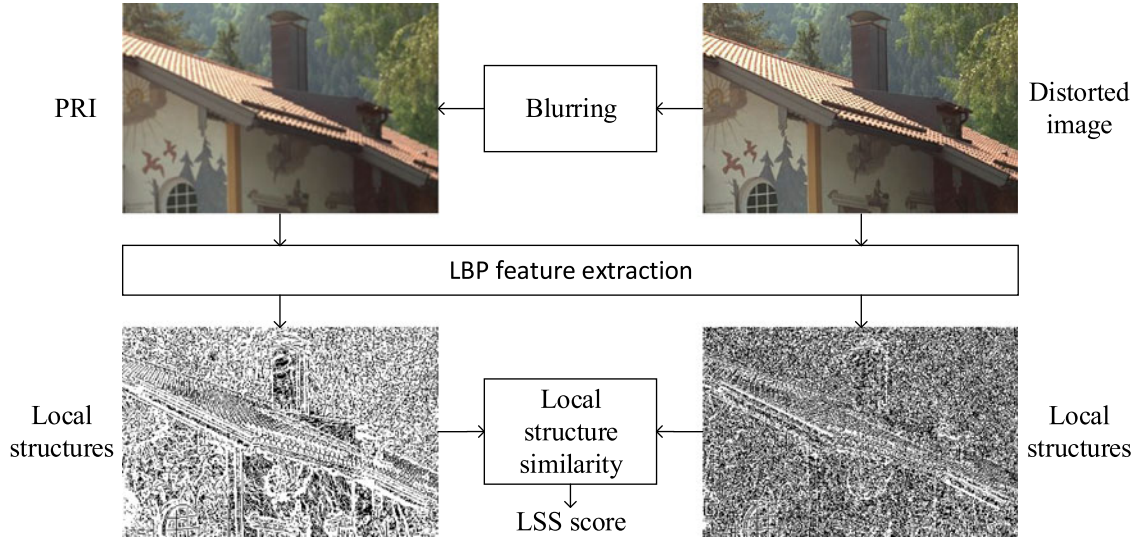 PRI
Blurring
Distorted
image
LBP feature extraction
Local
structures
Local
structure
similarity
LSS score
Local
structures